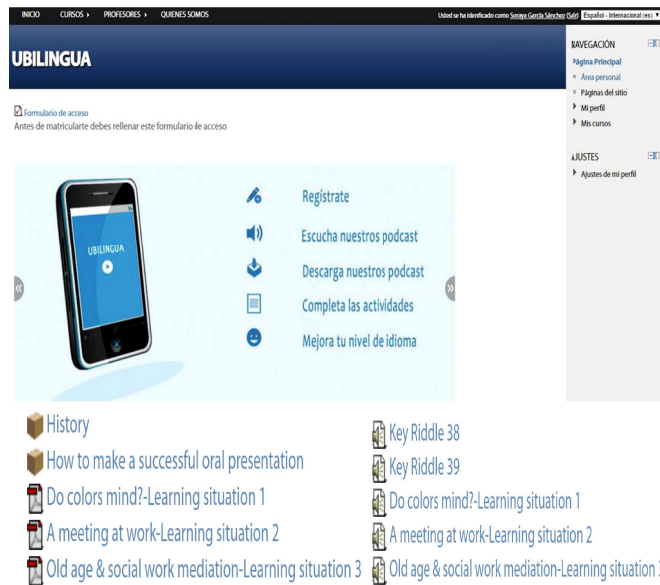 INICIO CURSOS PROFESORES QUIENES SOMOS Usted se ha identificado como Soraya García Sánchez (Salir) Español - Internacional (es)
UBILINGUA
NAVEGACIÓN
Página Principal
Área personal
Páginas del sitio
Mi perfil
Mis cursos
AJUSTES
Ajustes de mi perfil
Formulario de acceso
Antes de matricularte debes rellenar este formulario de acceso
UBILINGUA
Regístrate
Escucha nuestros podcast
Descarga nuestros podcast
Completa las actividades
Mejora tu nivel de idioma
History
How to make a successful oral presentation
Do colors mind?-Learning situation 1
A meeting at work-Learning situation 2
Old age & social work mediation-Learning situation 3
Key Riddle 38
Key Riddle 39
Do colors mind?-Learning situation 1
A meeting at work-Learning situation 2
Old age & social work mediation-Learning situation 3